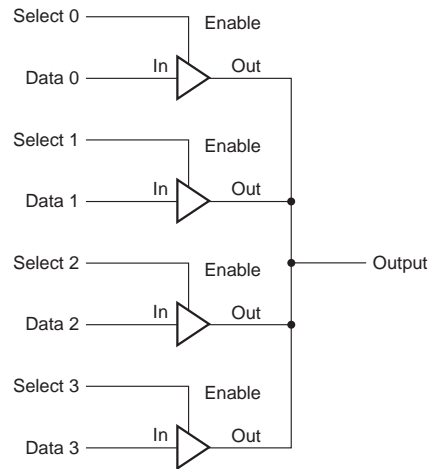 Select 0
Enable
In Out
Data 0
Select 1
Enable
In Out
Data 1
Select 2
Enable
Output
In Out
Data 2
Select 3
Enable
In Out
Data 3